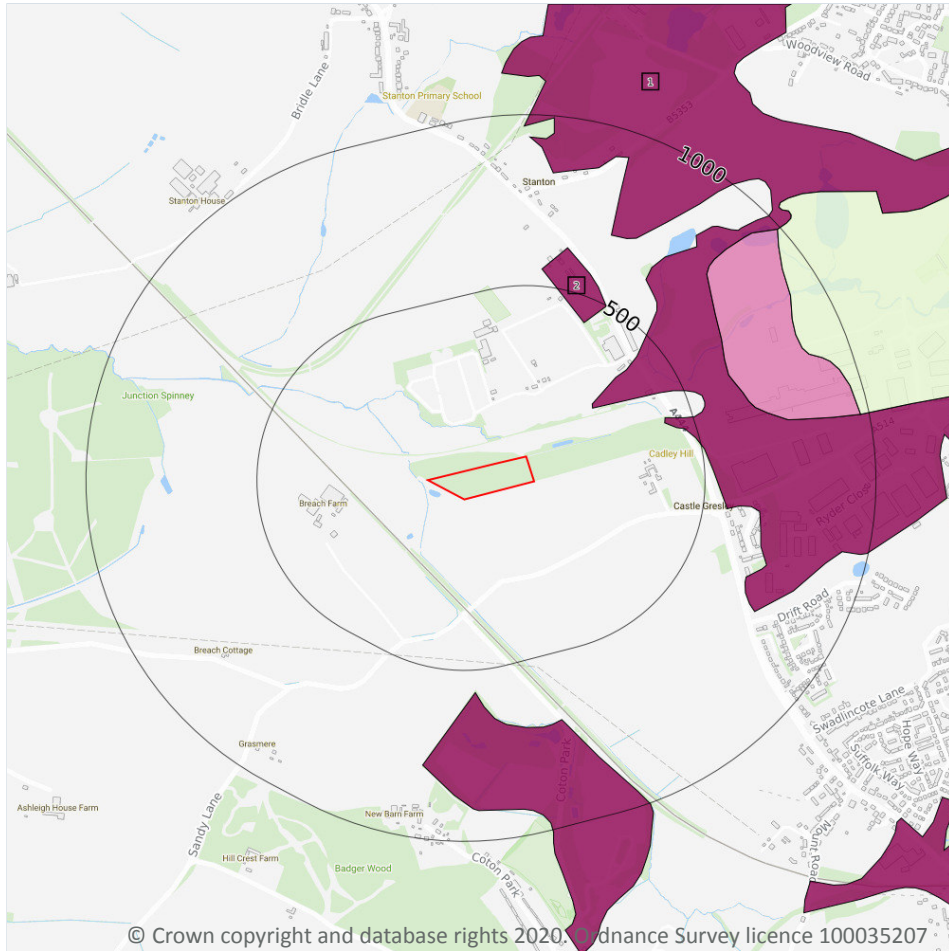 Woodview Road
Bridle Lane
Stanton Primary School
1
B5353
1000
Stanton
Stanton House
2
500
Junction Spinney
Cadley Hill
A514
Breach Farm
Castle Gresley
Ryder Close
Drift Road
Breach Cottage
Swadlincote Lane
Hope Way
Suffolk Way
Grasmere
Coton Park
Ashleigh House Farm
Sandy Lane
New Barn Farm
Mount Road
Hill Crest Farm
Badger Wood
Coton Park
© Crown copyright and database rights 2020. Ordnance Survey licence 100035207